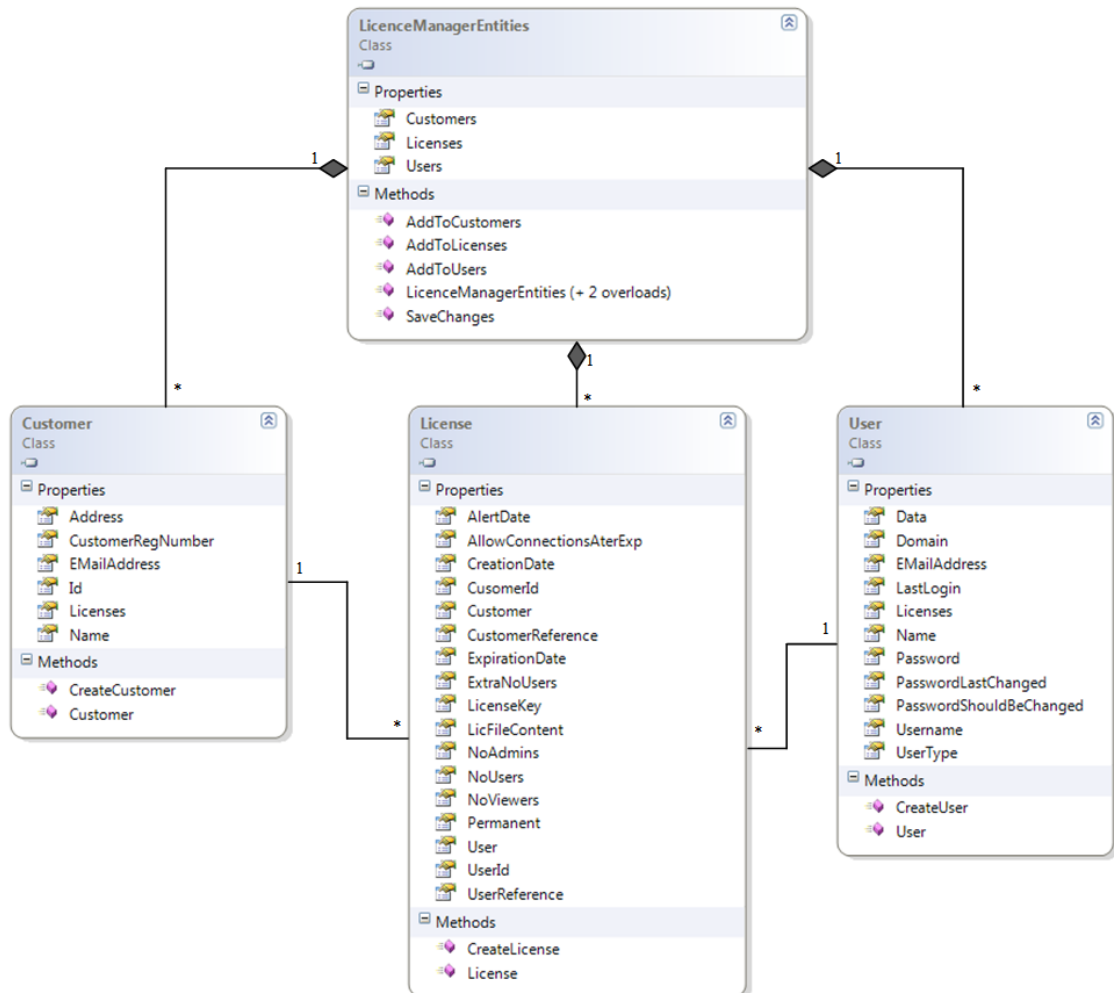 LicenceManagerEntities
Class
Properties
Customers
Licenses
Users
Methods
AddToCustomers
AddToLicenses
AddToUsers
LicenceManagerEntities (+ 2 overloads)
SaveChanges
1
1
1
*
*
*
Customer
Class
Properties
Address
CustomerRegNumber
EMailAddress
Id
Licenses
Name
Methods
CreateCustomer
Customer
1
*
License
Class
Properties
AlertDate
AllowConnectionsAterExp
CreationDate
CusomerId
Customer
CustomerReference
ExpirationDate
ExtraNoUsers
LicenseKey
LicFileContent
NoAdmins
NoUsers
NoViewers
Permanent
User
UserId
UserReference
Methods
CreateLicense
License
1
*
User
Class
Properties
Data
Domain
EMailAddress
LastLogin
Licenses
Name
Password
PasswordLastChanged
PasswordShouldBeChanged
Username
UserType
Methods
CreateUser
User